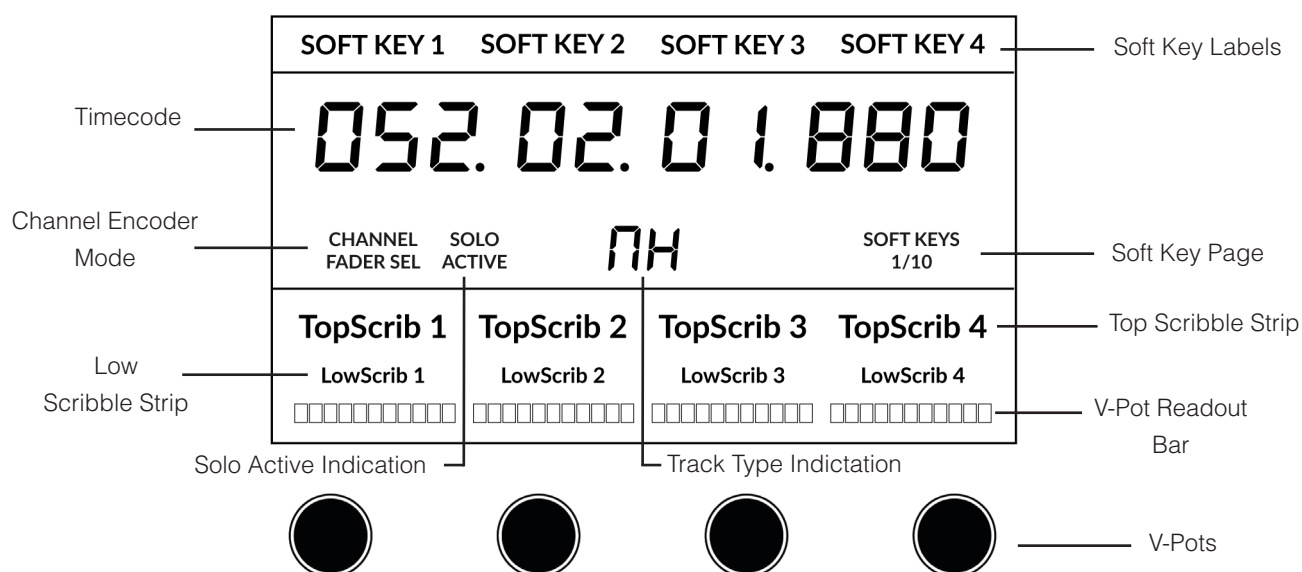 SOFT KEY 1 SOFT KEY 2 SOFT KEY 3 SOFT KEY 4
Soft Key Labels
Timecode
052. 02. 01. 880
Channel Encoder
Mode
CHANNEL
FADER SEL
SOLO
ACTIVE
ПH
SOFT KEYS
1/10
Soft Key Page
TopScrib 1 TopScrib 2 TopScrib 3 TopScrib 4
Top Scribble Strip
Low
Scribble Strip
LowScrib 1 LowScrib 2 LowScrib 3 LowScrib 4
V-Pot Readout
Bar
Solo Active Indication
Track Type Indictation
V-Pots